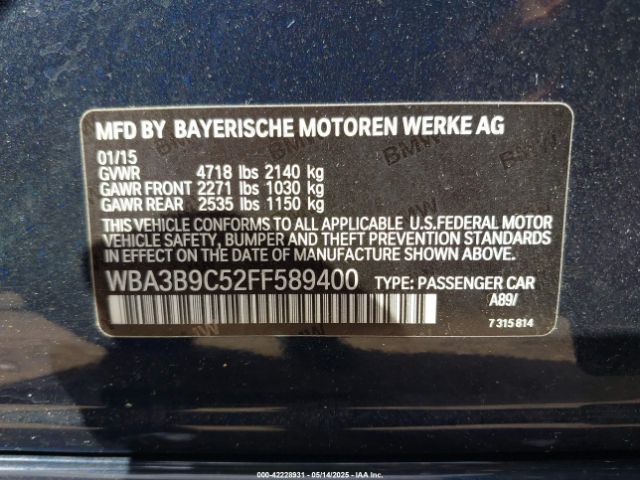 MFD BY BAYERISCHE MOTOREN WERKE AG
01/15
GVWR 4718 lbs 2140 kg
GAWR FRONT 2271 lbs 1030 kg
GAWR REAR 2535 lbs 1150 kg
THIS VEHICLE CONFORMS TO ALL APPLICABLE U.S.FEDERAL MOTOR
VEHICLE SAFETY, BUMPER AND THEFT PREVENTION STANDARDS
IN EFFECT ON THE DATE OF MANUFACTURE SHOWN ABOVE.
WBA3B9C52FF589400 TYPE: PASSENGER CAR
A89/
7 315 814
000-42228931 - 05/14/2025 - IAA, Inc.